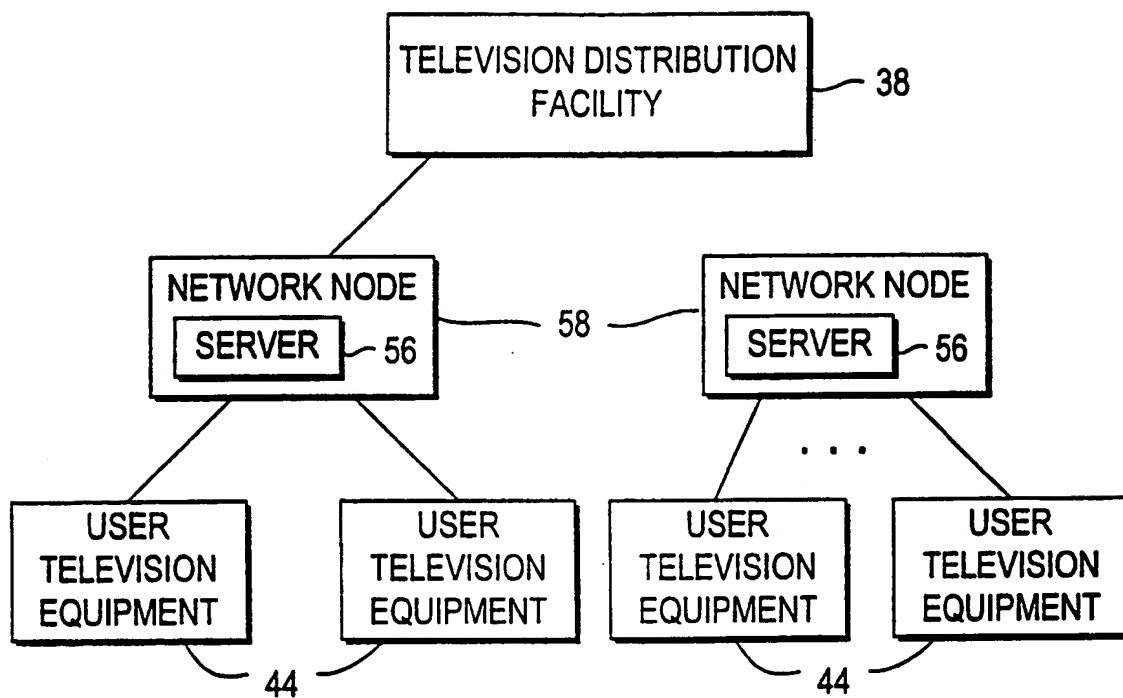 TELEVISION DISTRIBUTION
FACILITY
38
NETWORK NODE
SERVER
56
58
NETWORK NODE
SERVER
56
. . .
USER
TELEVISION
EQUIPMENT
USER
TELEVISION
EQUIPMENT
44
USER
TELEVISION
EQUIPMENT
USER
TELEVISION
EQUIPMENT
44